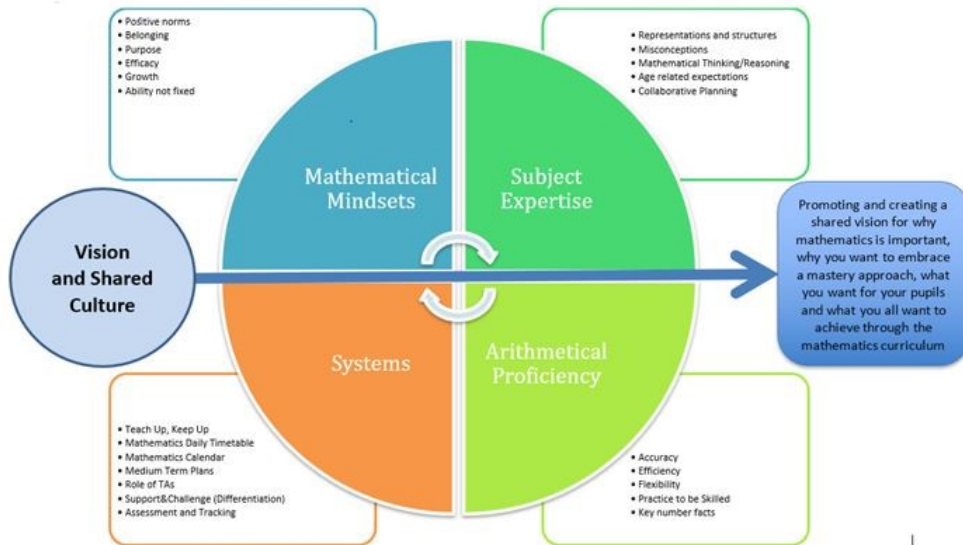 • Positive norms
• Belonging
• Purpose
• Efficacy
• Growth
• Ability not fixed
• Representations and structures
• Misconceptions
• Mathematical Thinking/Reasoning
• Age related expectations
• Collaborative Planning
Mathematical
Mindsets
Subject
Expertise
Vision
and Shared
Culture
Promoting and creating a
shared vision for why
mathematics is important,
why you want to embrace
a mastery approach, what
you want for your pupils
and what you all want to
achieve through the
mathematics curriculum
Systems
Arithmetical
Proficiency
• Teach Up, Keep Up
• Mathematics Daily Timetable
• Mathematics Calendar
• Medium Term Plans
• Role of TAs
• Support&Challenge (Differentiation)
• Assessment and Tracking
• Accuracy
• Efficiency
• Flexibility
• Practice to be Skilled
• Key number facts